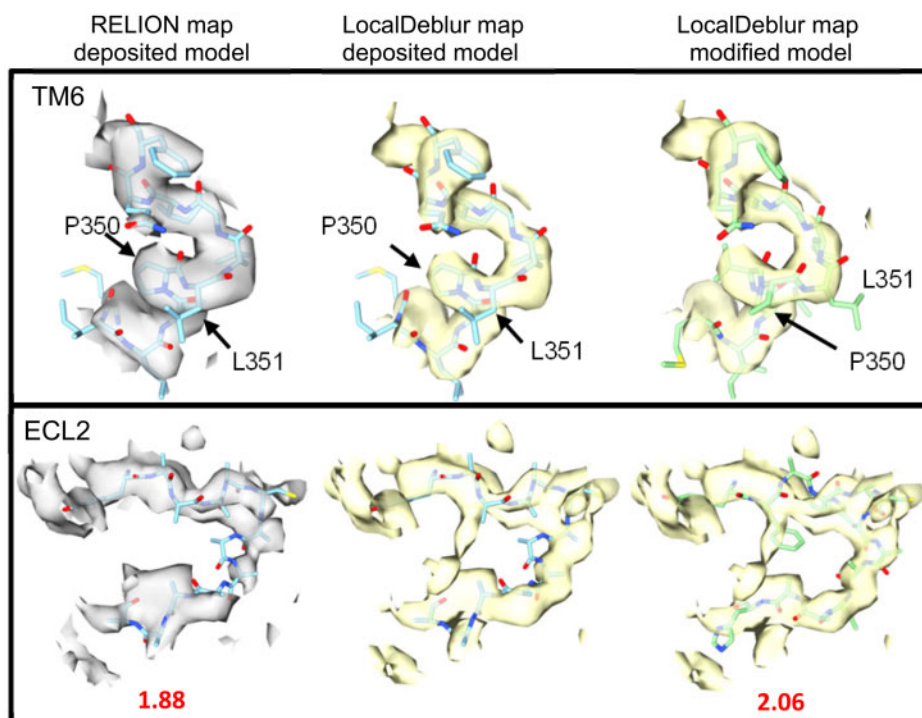 RELION map
deposited model
LocalDeblur map
deposited model
LocalDeblur map
modified model
TM6
P350
L351
P350
L351
L351
P350
ECL2
1.88
2.06